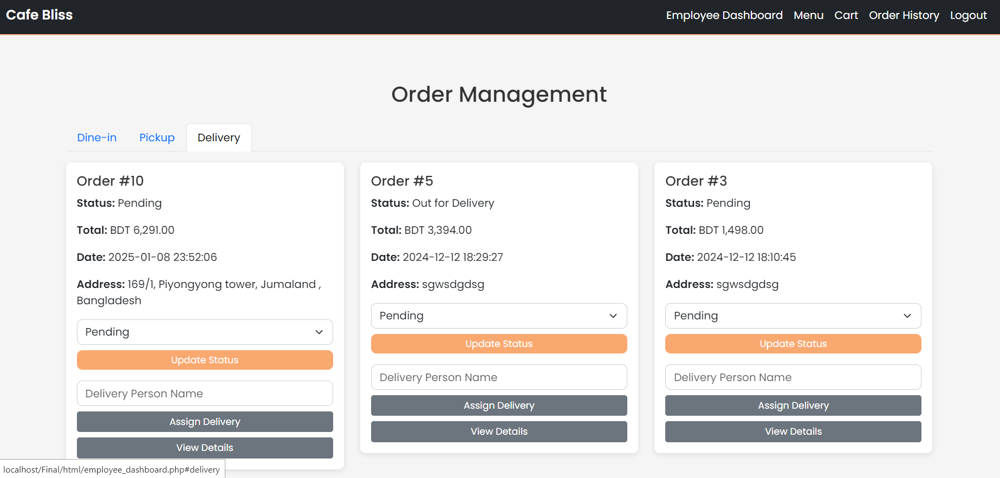 Cafe Bliss
Employee Dashboard Menu Cart Order History Logout
Order Management
Dine-in Pickup Delivery
Order #10
Status: Pending
Total: BDT 6,291.00
Date: 2025-01-08 23:52:06
Address: 169/1, Piyongyong tower, Jumaland ,
Bangladesh
Pending
Update Status
Delivery Person Name
Assign Delivery
View Details
Order #5
Status: Out for Delivery
Total: BDT 3,394.00
Date: 2024-12-12 18:29:27
Address: sgwsdgdsg
Pending
Update Status
Delivery Person Name
Assign Delivery
View Details
Order #3
Status: Pending
Total: BDT 1,498.00
Date: 2024-12-12 18:10:45
Address: sgwsdgdsg
Pending
Update Status
Delivery Person Name
Assign Delivery
View Details
localhost/Final/html/employee_dashboard.php#delivery